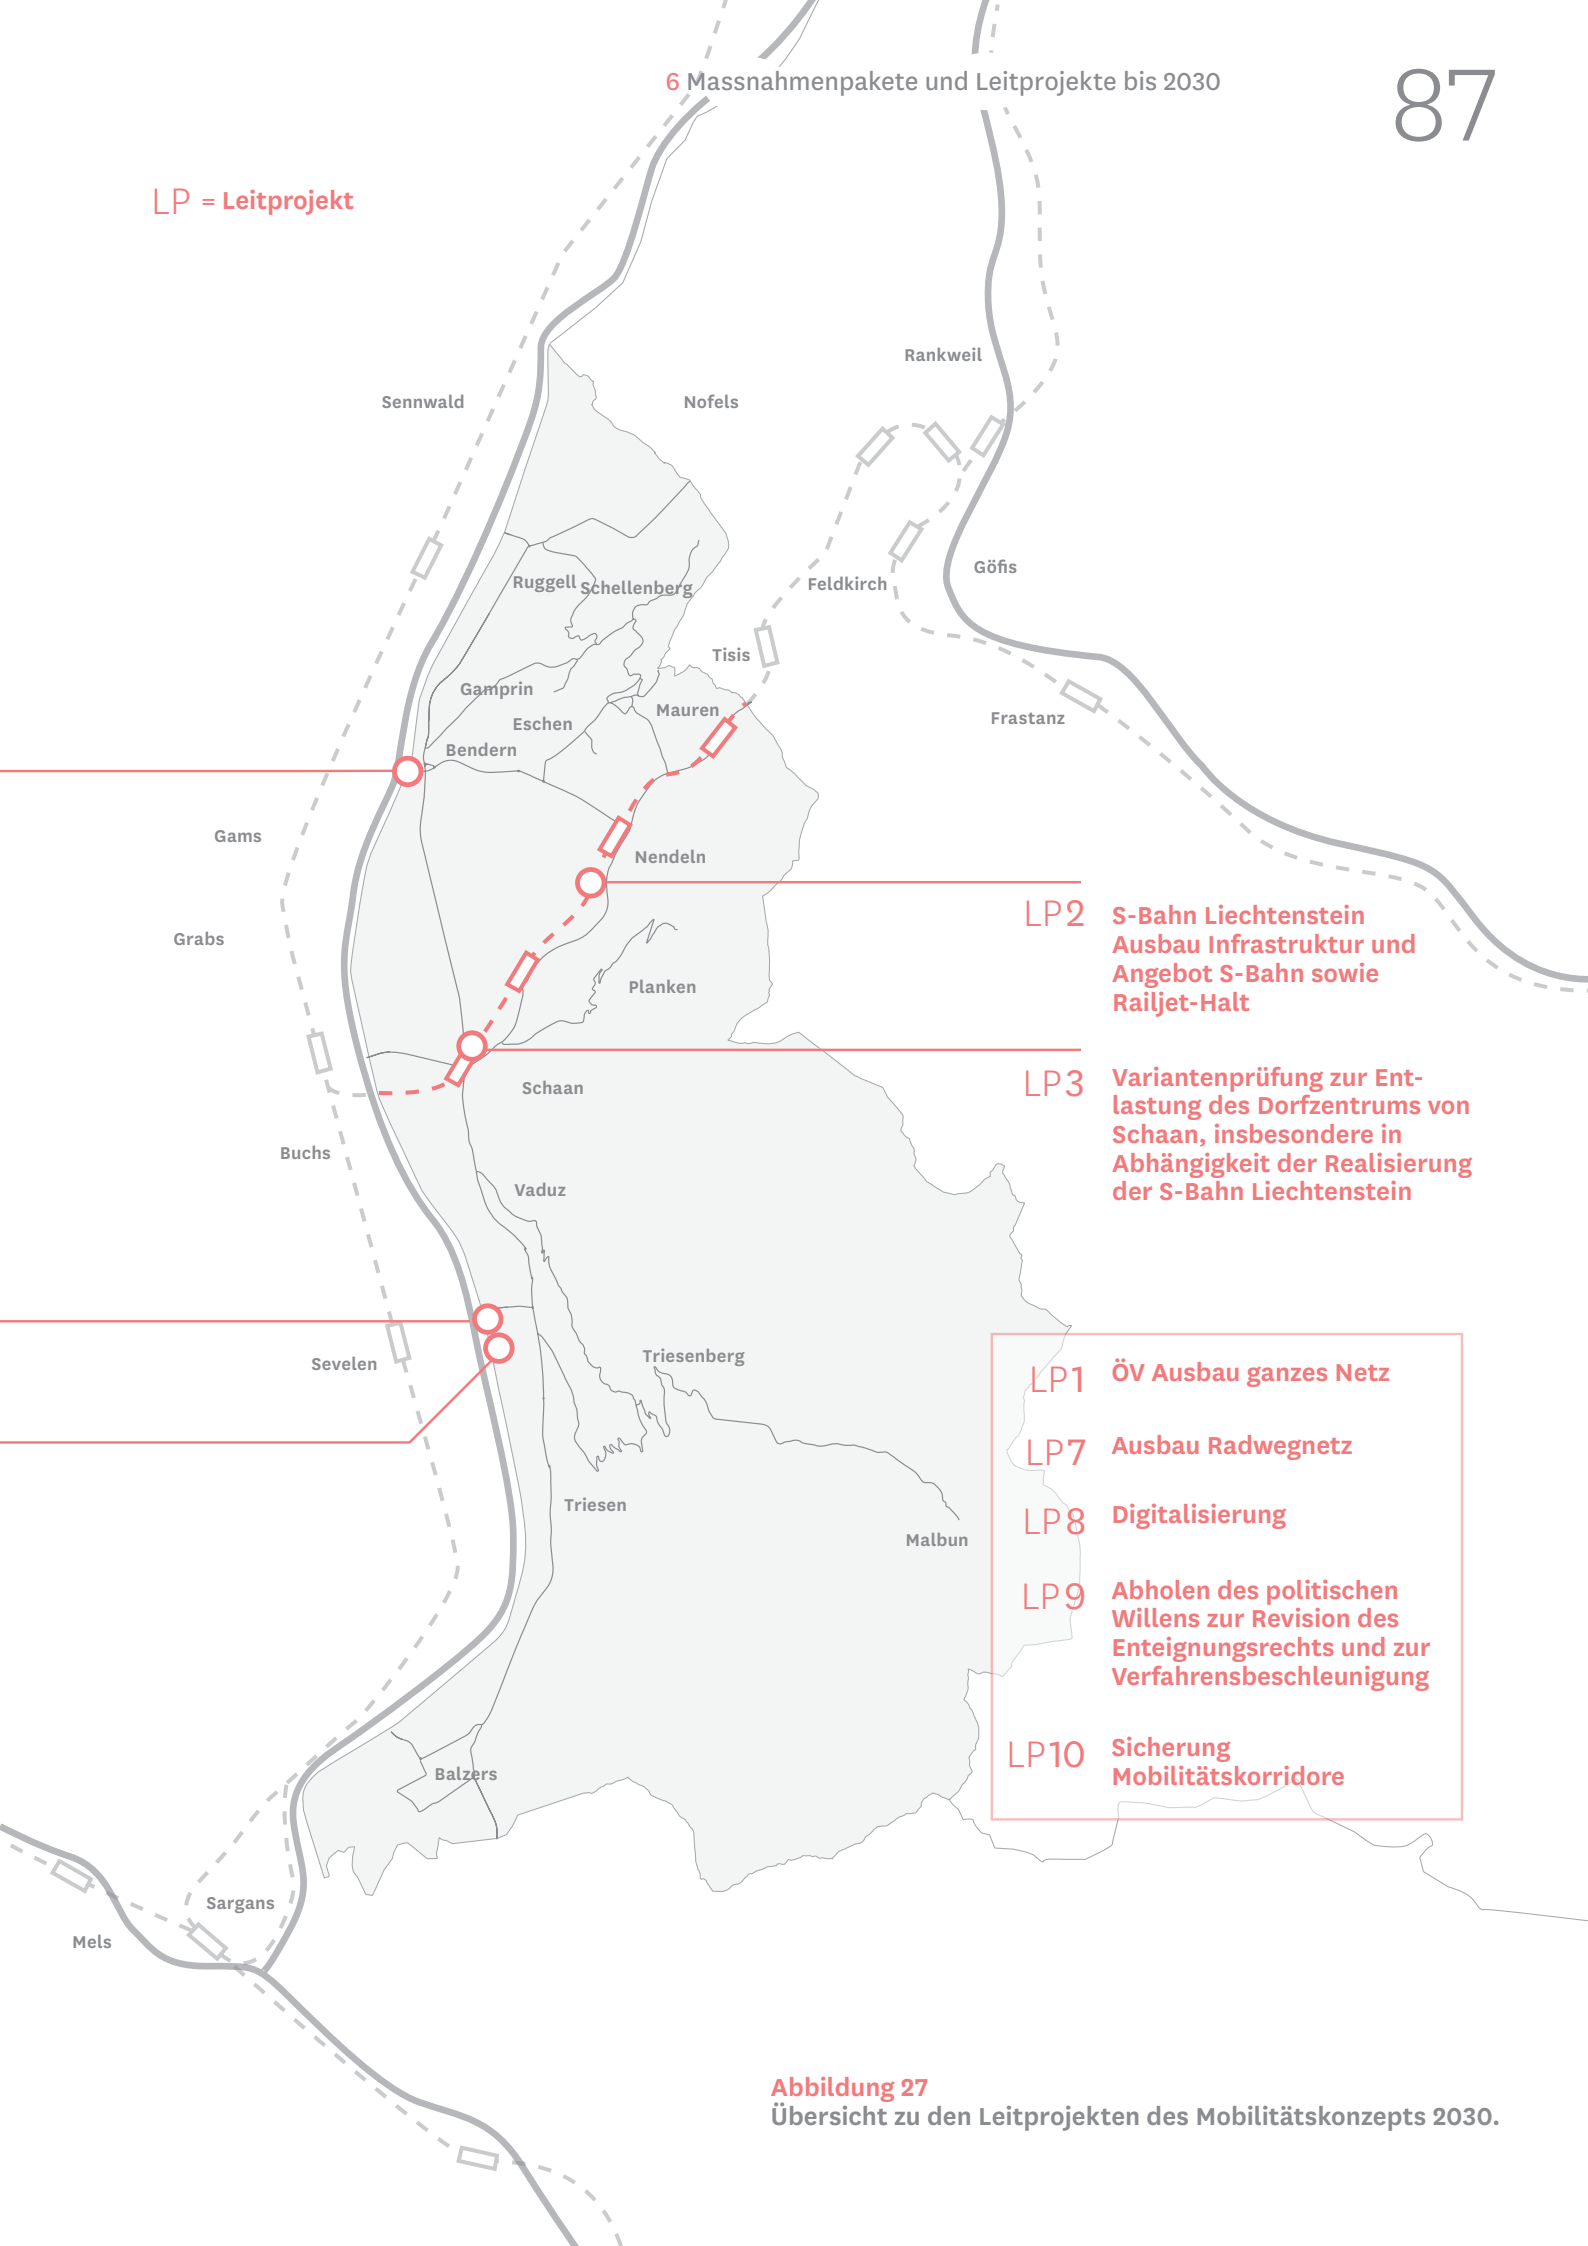 6 Massnahmenpakete und Leitprojekte bis 2030
87
LP = Leitprojekt
Rankweil
Sennwald
Nofels
Göfis
Ruggell
Schellenberg
Feldkirch
Tisis
Gamprin
Mauren
Eschen
Frastanz
Bendern
Gams
Nendeln
LP2 S-Bahn Liechtenstein
Ausbau Infrastruktur und
Angebot S-Bahn sowie
Railjet-Halt
Grabs
Planken
LP3 Variantenprüfung zur Ent-
lastung des Dorfzentrums von
Schaan, insbesondere in
Abhängigkeit der Realisierung
der S-Bahn Liechtenstein
Schaan
Buchs
Vaduz
Sevelen
Triesenberg
LP1 ÖV Ausbau ganzes Netz
LP7 Ausbau Radwegnetz
Triesen
LP8 Digitalisierung
Malbun
LP9 Abholen des politischen
Willens zur Revision des
Enteignungsrechts und zur
Verfahrensbeschleunigung
LP10 Sicherung
Mobilitätskorridore
Balzers
Sargans
Mels
Abbildung 27
Übersicht zu den Leitprojekten des Mobilitätskonzepts 2030.